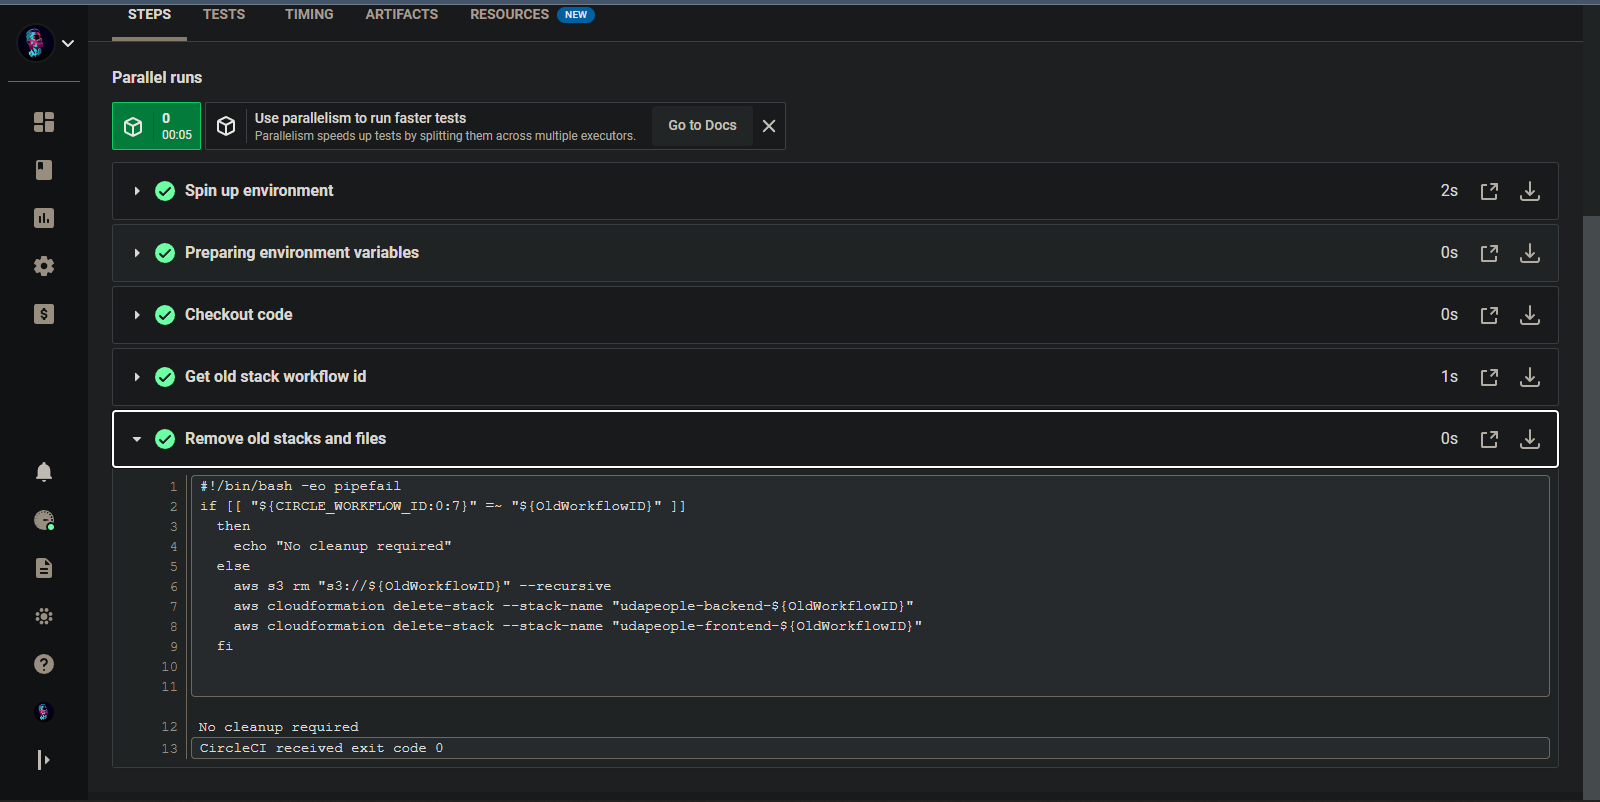 STEPS TESTS TIMING ARTIFACTS RESOURCES NEW
Parallel runs
0
00:05
Use parallelism to run faster tests
Parallelism speeds up tests by splitting them across multiple executors.
Go to Docs
Spin up environment 2s
Preparing environment variables 0s
Checkout code 0s
Get old stack workflow id 1s
Remove old stacks and files 0s
1 #!/bin/bash -eo pipefail
2 if [[ "${CIRCLE_WORKFLOW_ID:0:7}" =~ "${OldWorkflowID}" ]]
3 then
4 echo "No cleanup required"
5 else
6 aws s3 rm "s3://${OldWorkflowID}" --recursive
7 aws cloudformation delete-stack --stack-name "udapeople-backend-${OldWorkflowID}"
8 aws cloudformation delete-stack --stack-name "udapeople-frontend-${OldWorkflowID}"
9 fi
10
11
12 No cleanup required
13 CircleCI received exit code 0